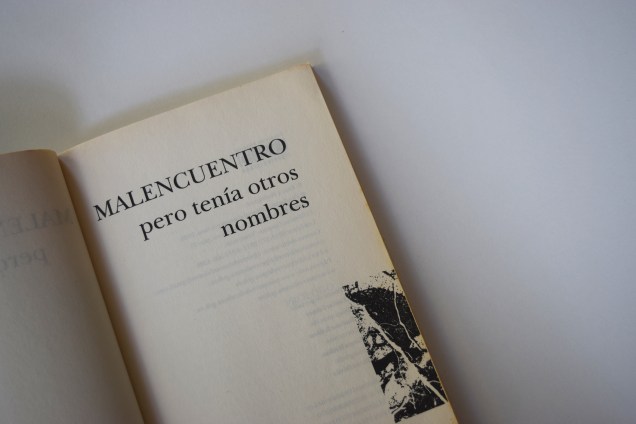 MALENCUENTRO
pero tenía otros
nombres